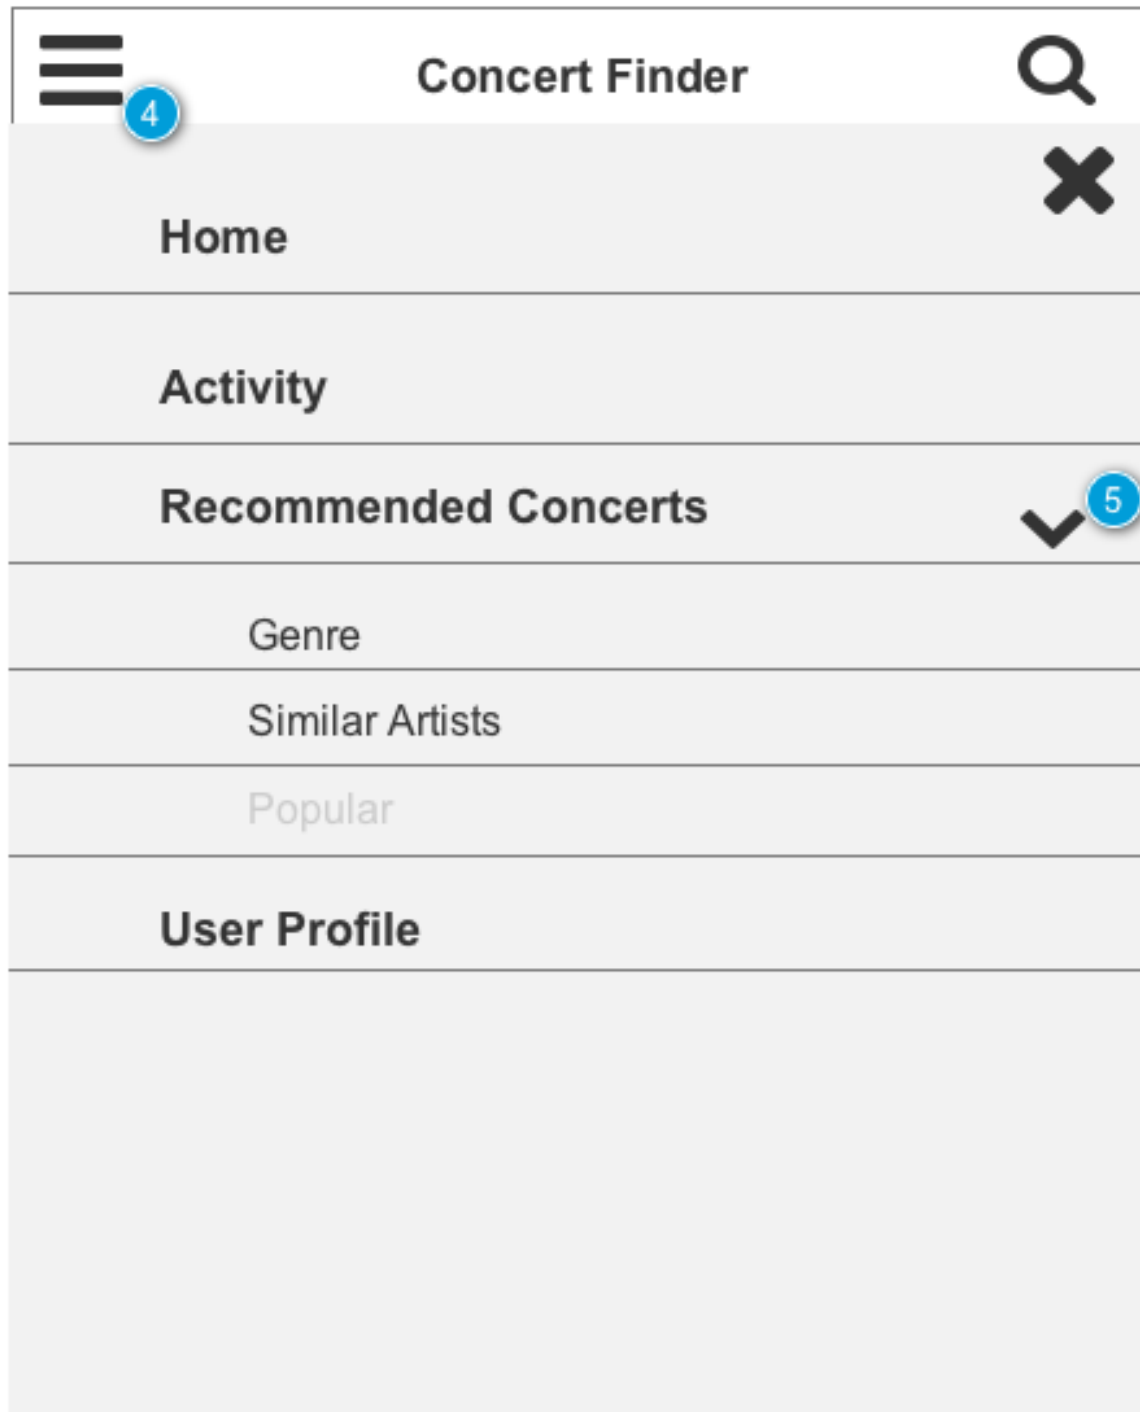 Concert Finder
4
Home
Activity
Recommended Concerts
5
Genre
Similar Artists
Popular
User Profile